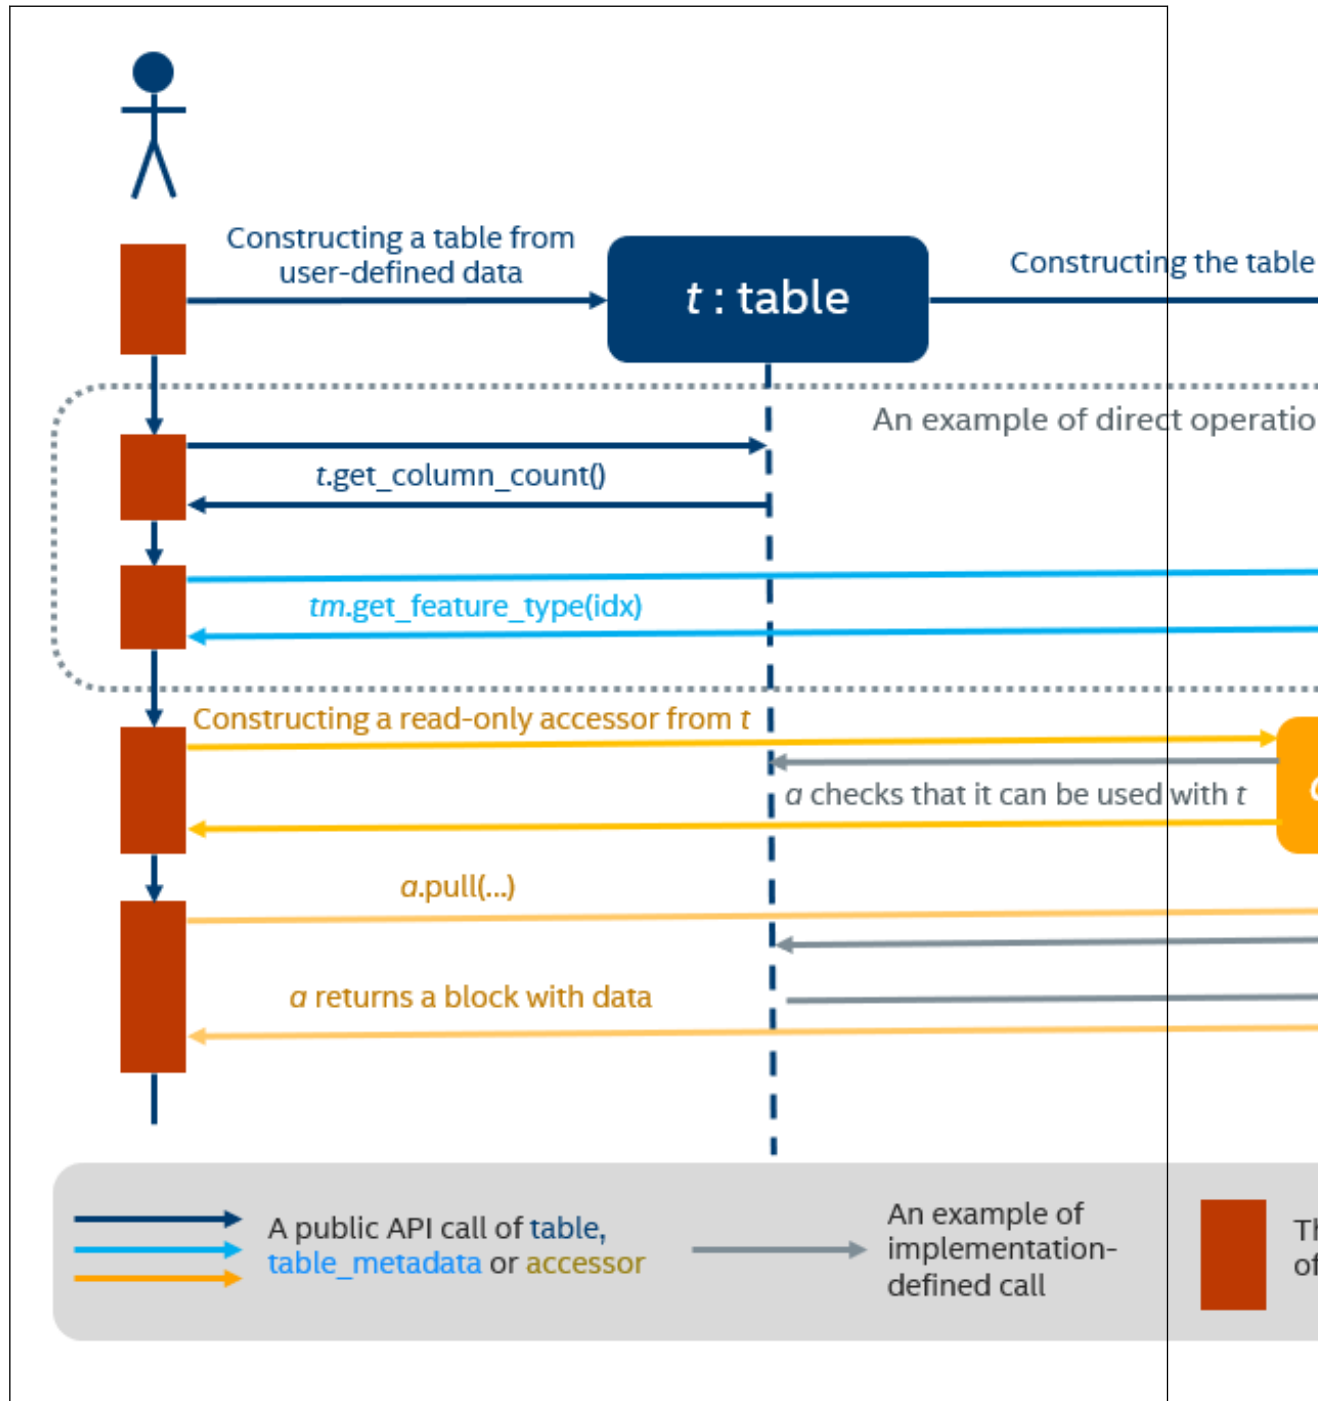 Constructing a table from
user-defined data
t : table
Constructing the table
An example of direct
t.get_column_count()
tm.get_feature_type(idx)
Constructing a read-only accessor from t
a checks that it can be used with t
a.pull(...)
a returns a block with data
A public API call of table,
table_metadata or accessor
An example of
implementation-
defined call
of